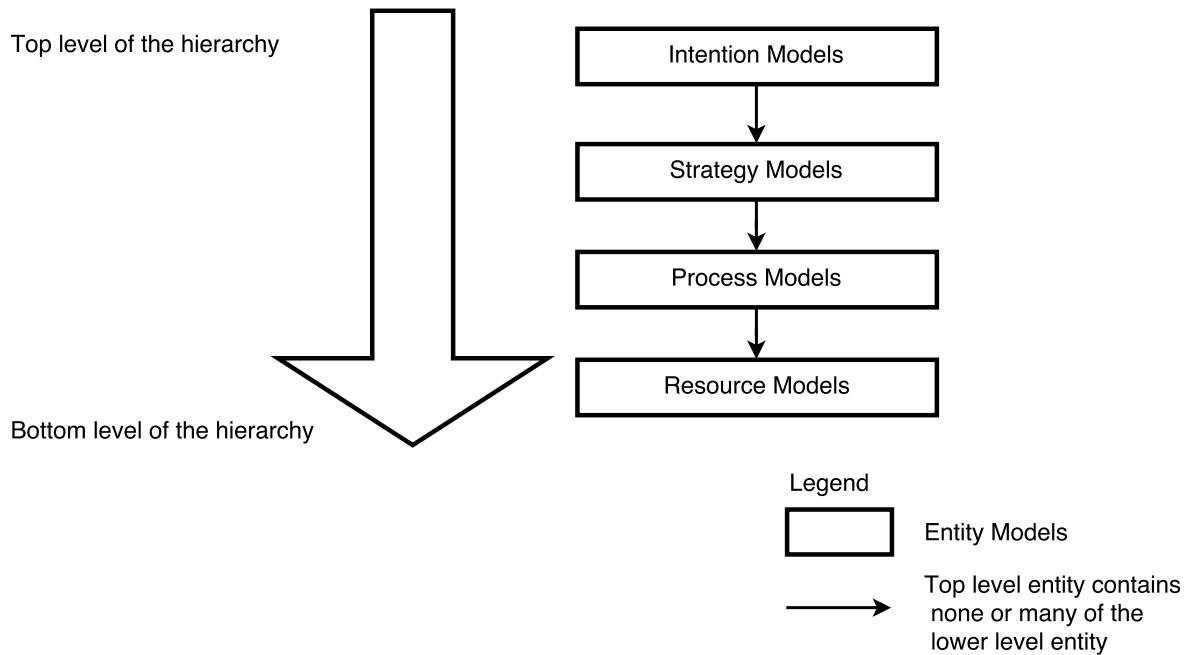 Top level of the hierarchy
Intention Models
Strategy Models
Process Models
Resource Models
Bottom level of the hierarchy
Legend
Entity Models
Top level entity contains
none or many of the
lower level entity